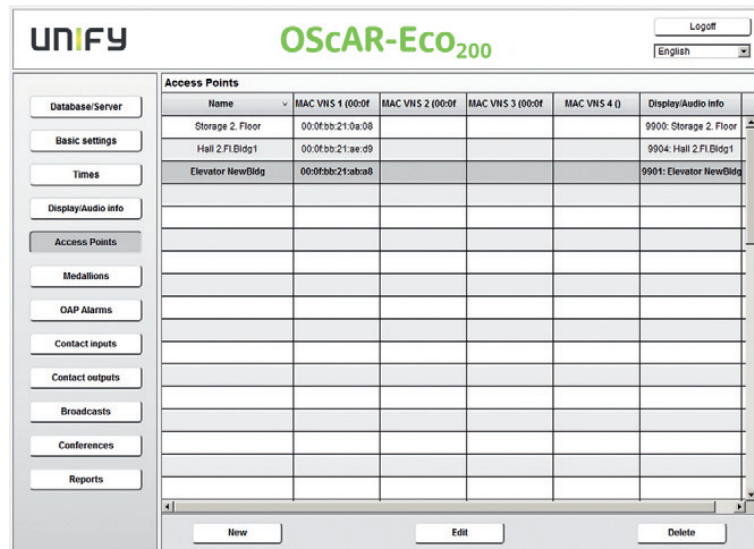 UNIFY
OScAR-Eco200
Logoff
English
Database/Server
Basic settings
Times
Display/Audio info
Access Points
Medallions
OAP Alarms
Contact inputs
Contact outputs
Broadcasts
Conferences
Reports
Access Points
Name MAC VNS 1 (00:0f MAC VNS 2 (00:0f MAC VNS 3 (00:0f MAC VNS 4 () Display/Audio info
Storage 2. Floor 00:0f:bb:21:0a:08 9900: Storage 2. Floor
Hall 2.Fl.Bldg1 00:0f:bb:21:ae:d9 9904: Hall 2.Fl.Bldg1
Elevator NewBldg 00:0f:bb:21:ab:a8 9901: Elevator NewBldg
New Edit Delete